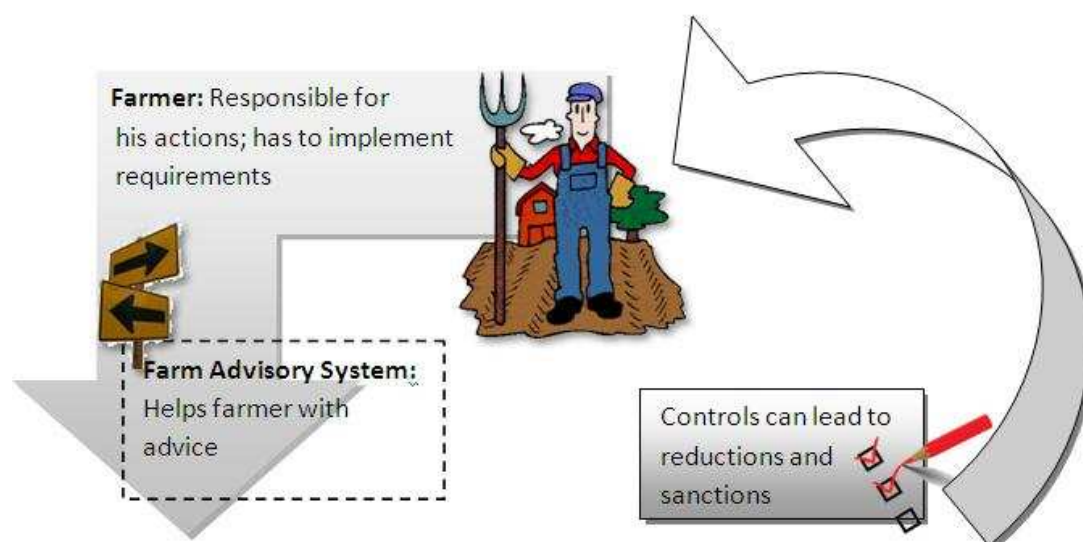 Farmer: Responsible for
his actions; has to implement
requirements
Farm Advisory System:
Helps farmer with
advice
Controls can lead to
reductions and
sanctions